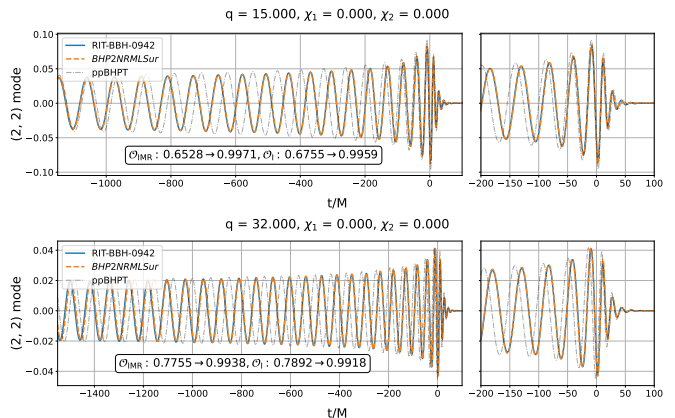 q = 15.000, χ₁ = 0.000, χ₂ = 0.000
(2, 2) mode
0.10
0.05
0.00
−0.05
−0.10
RIT-BBH-0942
BHP2NRMLSur
ppBHPT
𝒪IMR : 0.6528→0.9971, 𝒪I : 0.6755→0.9959
−1000 −800 −600 −400 −200 0
t/M
−200 −150 −100 −50 0 50 100
t/M
q = 32.000, χ₁ = 0.000, χ₂ = 0.000
(2, 2) mode
0.04
0.02
0.00
−0.02
−0.04
RIT-BBH-0942
BHP2NRMLSur
ppBHPT
𝒪IMR : 0.7755→0.9938, 𝒪I : 0.7892→0.9918
−1400 −1200 −1000 −800 −600 −400 −200 0
t/M
−200 −150 −100 −50 0 50 100
t/M